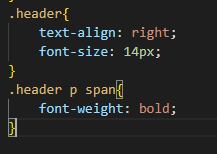 .header{
    text-align: right;
    font-size: 14px;
}
.header p span{
    font-weight: bold;
}